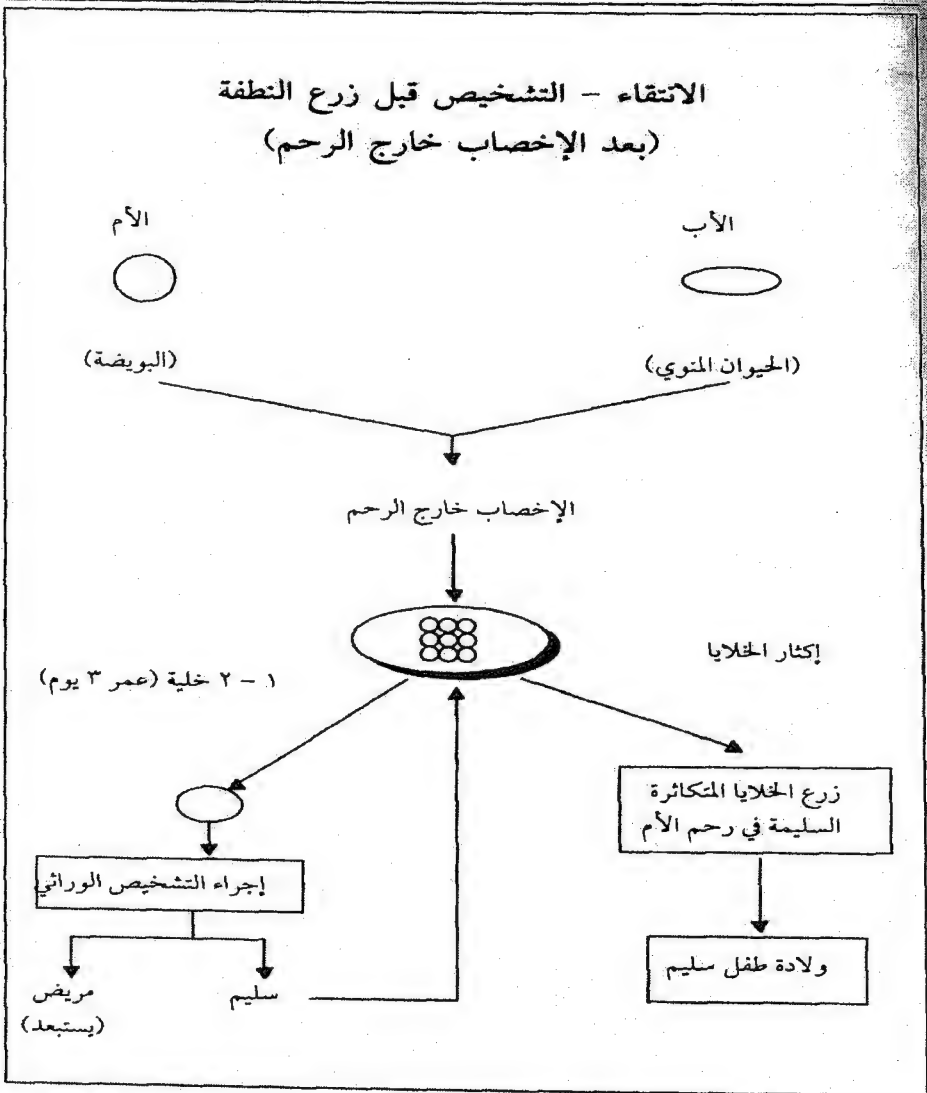 الانتقاء – التشخيص قبل زرع النطفة
(بعد الإخصاب خارج الرحم)
الأب
الأم
(الحيوان المنوي)
(البويضة)
الإخصاب خارج الرحم
إكثار الخلايا
١ – ٢ خلية (عمر ٣ يوم)
زرع الخلايا المتكاثرة
السليمة في رحم الأم
إجراء التشخيص الوراثي
ولادة طفل سليم
سليم
مريض
(يستبعد)